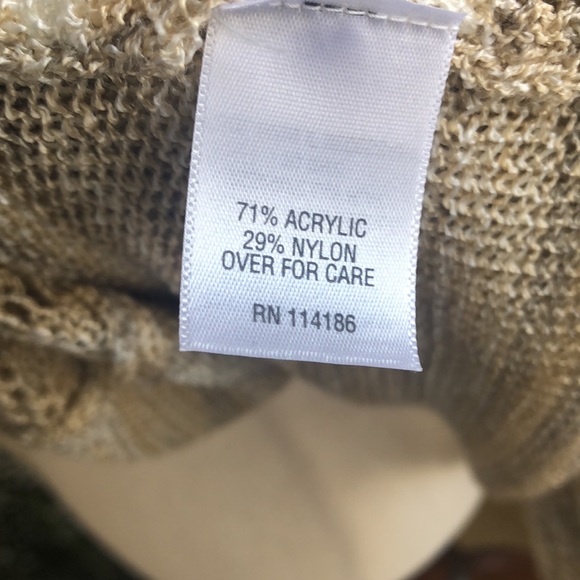 71% ACRYLIC
29% NYLON
OVER FOR CARE
RN 114186